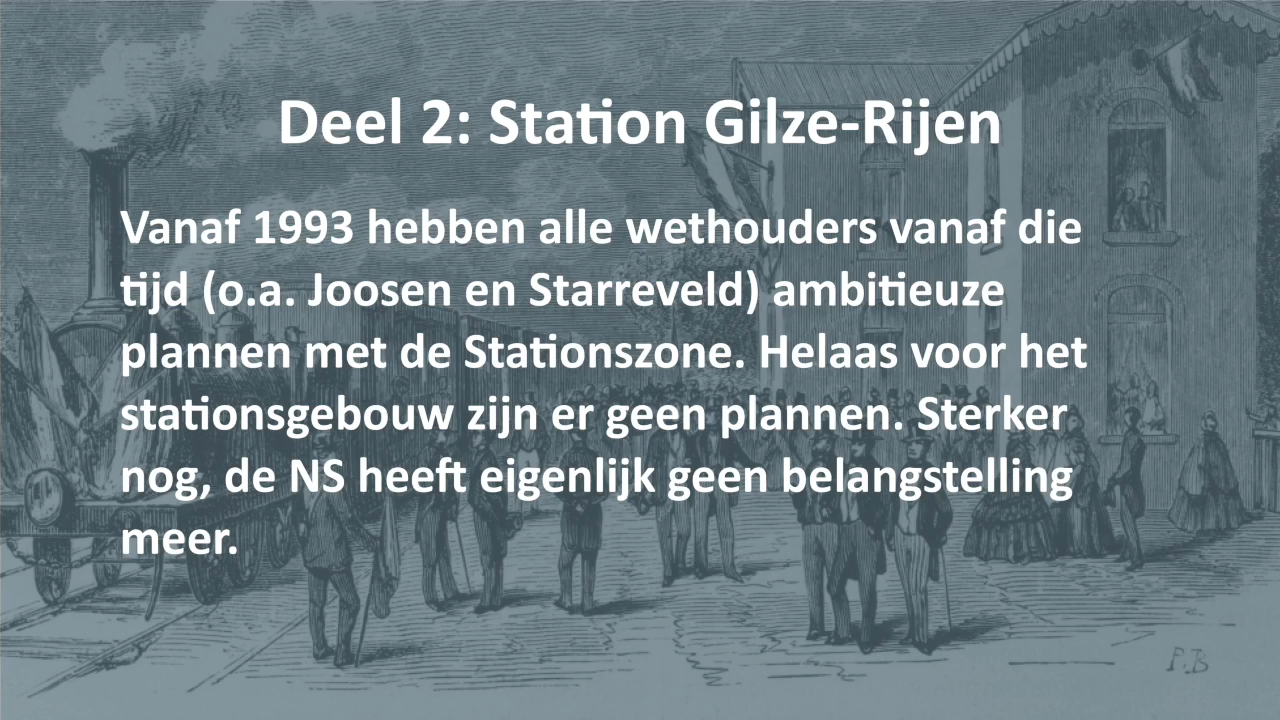 Deel 2: Station Gilze-Rijen
Vanaf 1993 hebben alle wethouders vanaf die
tijd (o.a. Joosen en Starreveld) ambitieuze
plannen met de Stationszone. Helaas voor het
stationsgebouw zijn er geen plannen. Sterker
nog, de NS heeft eigenlijk geen belangstelling
meer.
P.B